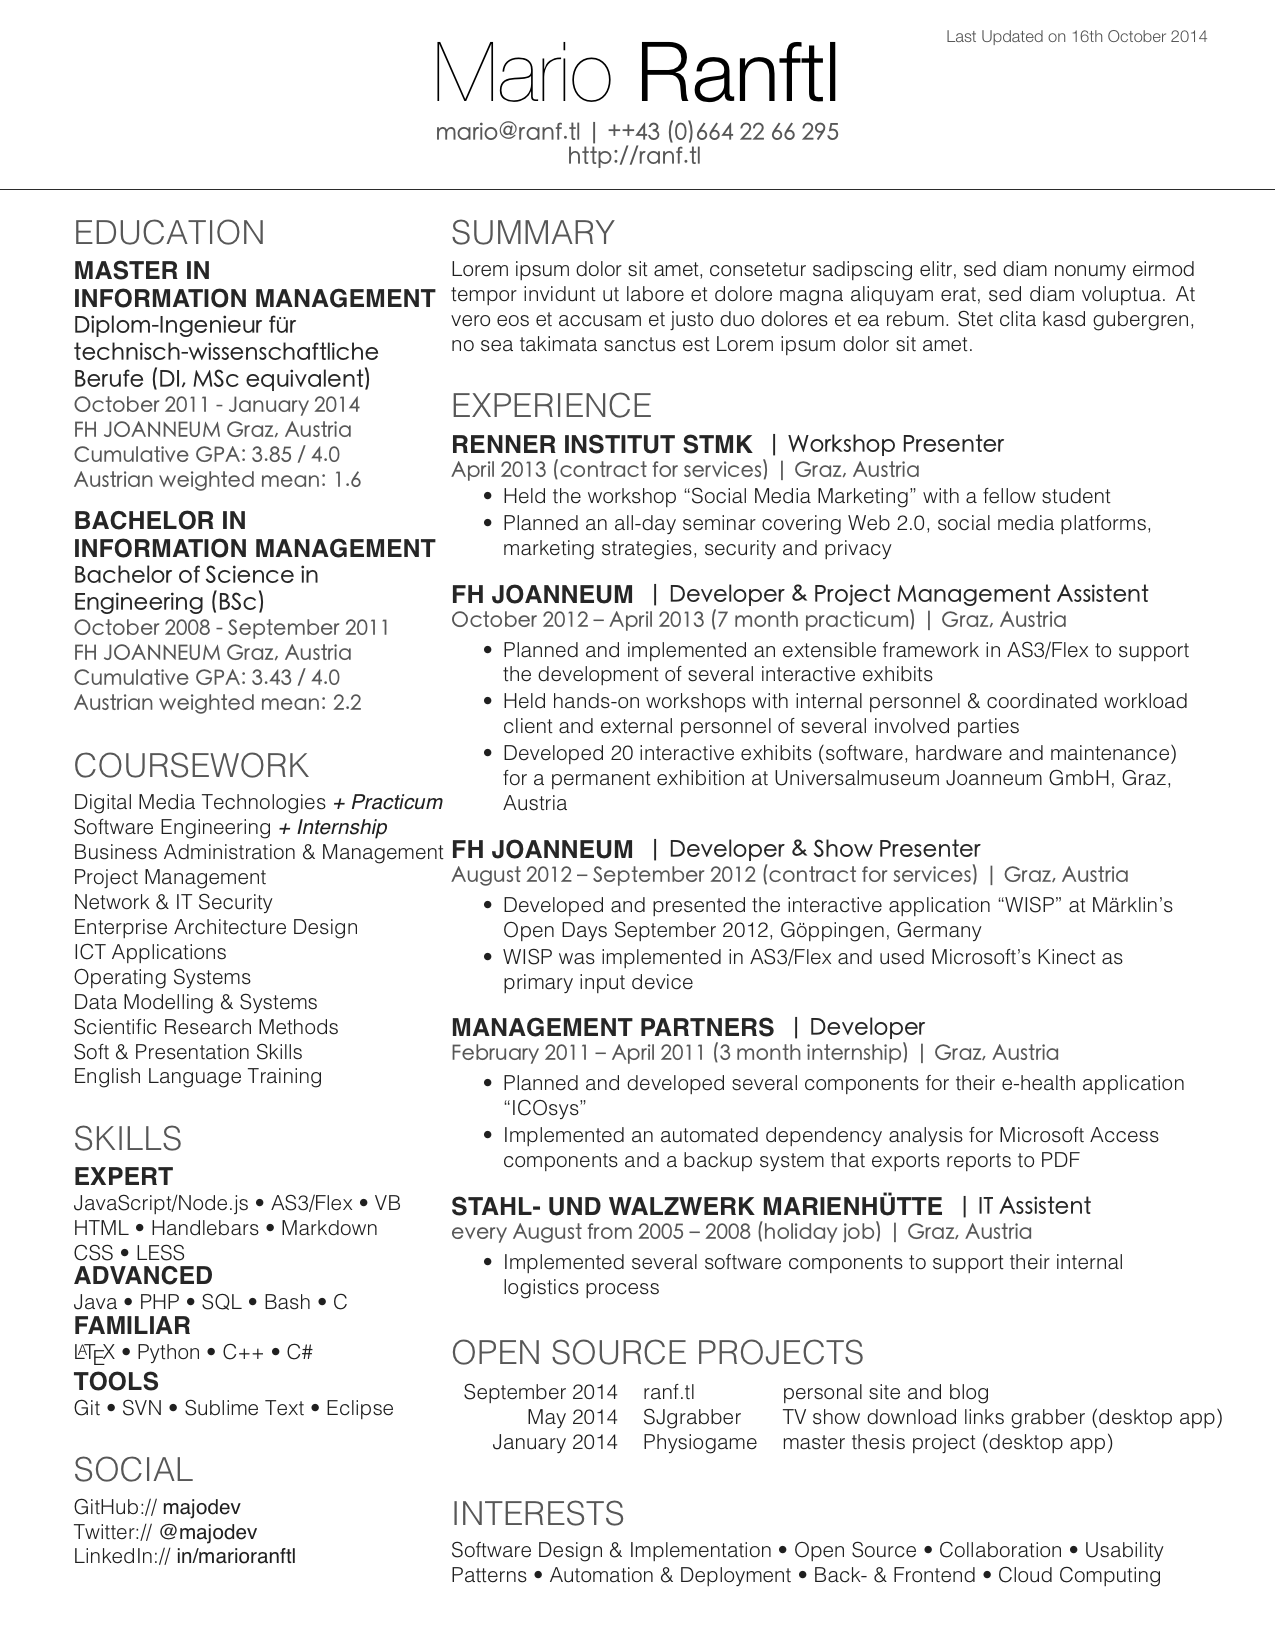 Last Updated on 16th October 2014
Mario Ranftl
mario@ranf.tl | ++43 (0)664 22 66 295
http://ranf.tl
EDUCATION
MASTER IN
INFORMATION MANAGEMENT
Diplom-Ingenieur für
technisch-wissenschaftliche
Berufe (DI, MSc equivalent)
October 2011 - January 2014
FH JOANNEUM Graz, Austria
Cumulative GPA: 3.85 / 4.0
Austrian weighted mean: 1.6
BACHELOR IN
INFORMATION MANAGEMENT
Bachelor of Science in
Engineering (BSc)
October 2008 - September 2011
FH JOANNEUM Graz, Austria
Cumulative GPA: 3.43 / 4.0
Austrian weighted mean: 2.2
COURSEWORK
Digital Media Technologies + Practicum
Software Engineering + Internship
Business Administration & Management
Project Management
Network & IT Security
Enterprise Architecture Design
ICT Applications
Operating Systems
Data Modelling & Systems
Scientific Research Methods
Soft & Presentation Skills
English Language Training
SKILLS
EXPERT
JavaScript/Node.js • AS3/Flex • VB
HTML • Handlebars • Markdown
CSS • LESS
ADVANCED
Java • PHP • SQL • Bash • C
FAMILIAR
LATEX • Python • C++ • C#
TOOLS
Git • SVN • Sublime Text • Eclipse
SOCIAL
GitHub:// majodev
Twitter:// @majodev
LinkedIn:// in/marioranftl
SUMMARY
Lorem ipsum dolor sit amet, consetetur sadipscing elitr, sed diam nonumy eirmod
tempor invidunt ut labore et dolore magna aliquyam erat, sed diam voluptua. At
vero eos et accusam et justo duo dolores et ea rebum. Stet clita kasd gubergren,
no sea takimata sanctus est Lorem ipsum dolor sit amet.
EXPERIENCE
RENNER INSTITUT STMK | Workshop Presenter
April 2013 (contract for services) | Graz, Austria
• Held the workshop “Social Media Marketing” with a fellow student
• Planned an all-day seminar covering Web 2.0, social media platforms,
marketing strategies, security and privacy
FH JOANNEUM | Developer & Project Management Assistent
October 2012 – April 2013 (7 month practicum) | Graz, Austria
• Planned and implemented an extensible framework in AS3/Flex to support
the development of several interactive exhibits
• Held hands-on workshops with internal personnel & coordinated workload
client and external personnel of several involved parties
• Developed 20 interactive exhibits (software, hardware and maintenance)
for a permanent exhibition at Universalmuseum Joanneum GmbH, Graz,
Austria
FH JOANNEUM | Developer & Show Presenter
August 2012 – September 2012 (contract for services) | Graz, Austria
• Developed and presented the interactive application “WISP” at Märklin’s
Open Days September 2012, Göppingen, Germany
• WISP was implemented in AS3/Flex and used Microsoft’s Kinect as
primary input device
MANAGEMENT PARTNERS | Developer
February 2011 – April 2011 (3 month internship) | Graz, Austria
• Planned and developed several components for their e-health application
“ICOsys”
• Implemented an automated dependency analysis for Microsoft Access
components and a backup system that exports reports to PDF
STAHL- UND WALZWERK MARIENHÜTTE | IT Assistent
every August from 2005 – 2008 (holiday job) | Graz, Austria
• Implemented several software components to support their internal
logistics process
OPEN SOURCE PROJECTS
September 2014 ranf.tl personal site and blog
May 2014 SJgrabber TV show download links grabber (desktop app)
January 2014 Physiogame master thesis project (desktop app)
INTERESTS
Software Design & Implementation • Open Source • Collaboration • Usability
Patterns • Automation & Deployment • Back- & Frontend • Cloud Computing